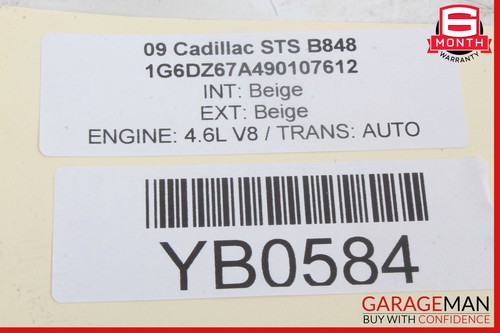 09 Cadillac STS B848
1G6DZ67A490107612
INT: Beige
EXT: Beige
ENGINE: 4.6L V8 / TRANS: AUTO
YB0584
6
MONTH
WARRANTY
GARAGEMAN
BUY WITH CONFIDENCE